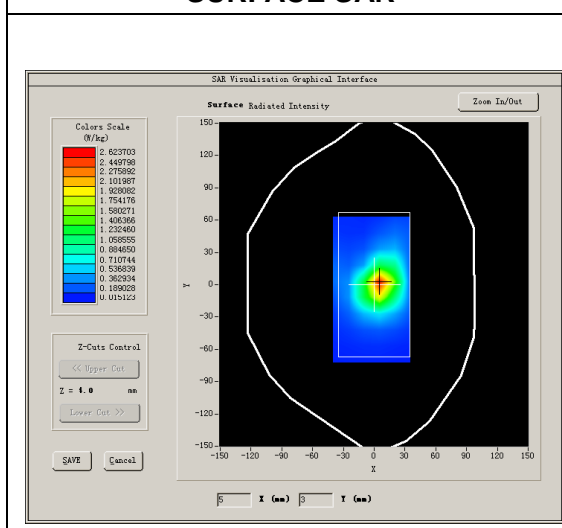 SURFACE SAR
SAR Visualisation Graphical Interface
Surface Radiated Intensity
Zoom In/Out
Colors Scale
(W/kg)
2.623703
2.449798
2.275892
2.101987
1.928082
1.754176
1.580271
1.406366
1.232460
1.058555
0.884650
0.710744
0.536839
0.362934
0.189028
0.015123
Z-Cuts Control
<< Upper Cut
Z = 4.0 mm
Lower Cut >>
SAVE Cancel
150
120
90
60
30
0
-30
-60
-90
-120
-150
Y
-150 -120 -90 -60 -30 0 30 60 90 120 150
X
5 X (mm) 3 Y (mm)